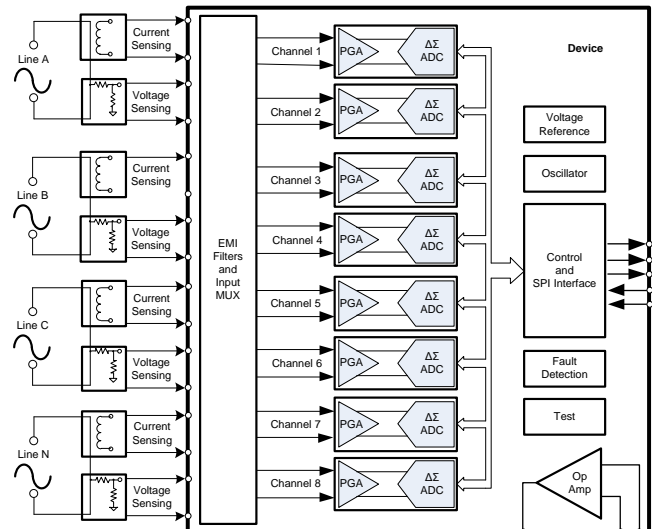 Line A
Current
Sensing
Voltage
Sensing
Line B
Current
Sensing
Voltage
Sensing
Line C
Current
Sensing
Voltage
Sensing
Line N
Current
Sensing
Voltage
Sensing
EMI
Filters
and
Input
MUX
Channel 1
PGA
ΔΣ
ADC
Channel 2
PGA
ΔΣ
ADC
Channel 3
PGA
ΔΣ
ADC
Channel 4
PGA
ΔΣ
ADC
Channel 5
PGA
ΔΣ
ADC
Channel 6
PGA
ΔΣ
ADC
Channel 7
PGA
ΔΣ
ADC
Channel 8
PGA
ΔΣ
ADC
Device
Voltage
Reference
Oscillator
Control
and
SPI Interface
Fault
Detection
Test
Op
Amp